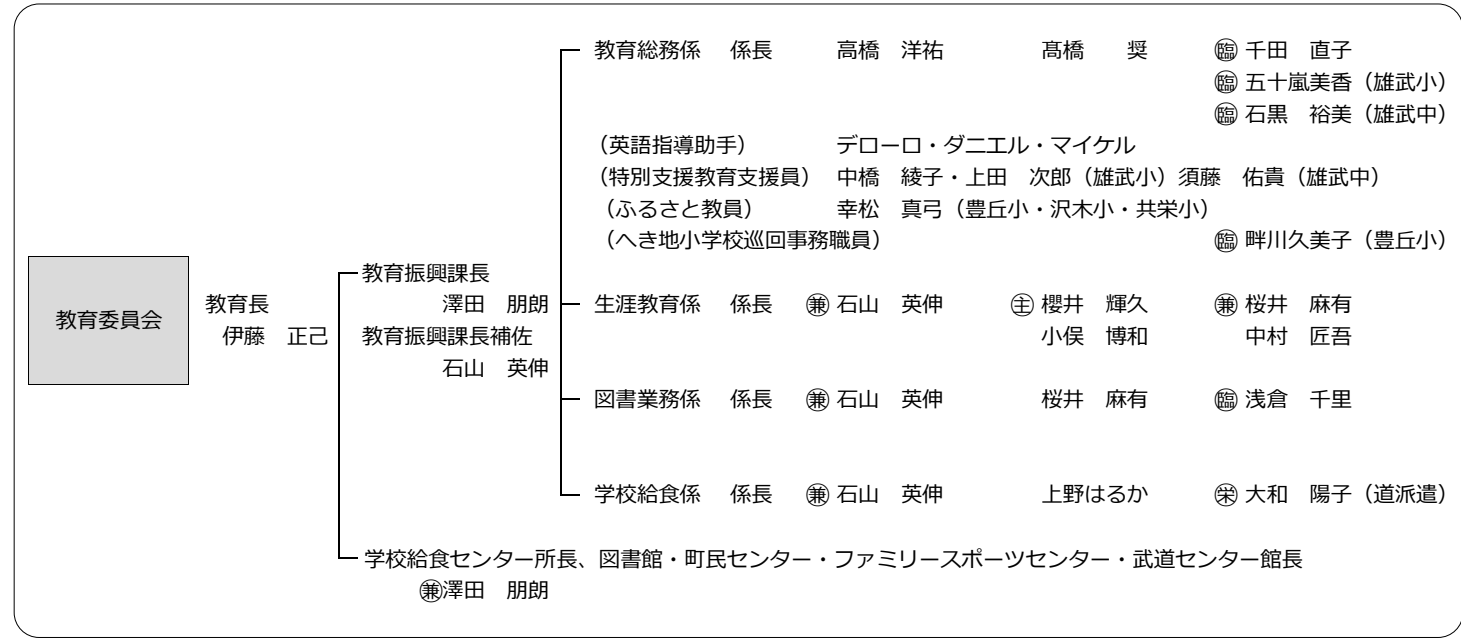 教育総務係　係長　高橋　洋祐　髙橋　奨　㊩千田　直子
五十嵐美香（雄武小）
石黒　裕美（雄武中）
（英語指導助手）　デローロ・ダニエル・マイケル
（特別支援教育支援員）　中橋　綾子・上田　次郎（雄武小）須藤　佑貴（雄武中）
（ふるさと教員）　幸松　真弓（豊丘小・沢木小・共栄小）
（へき地小学校巡回事務職員）　臨 畔川久美子（豊丘小）
教育委員会
教育長
伊藤　正己
教育振興課長
澤田　朋朗
教育振興課長補佐
石山　英伸
生涯教育係　係長　兼 石山　英伸　主 櫻井　輝久　兼 桜井　麻有
小俣　博和　中村　匠吾
図書業務係　係長　兼 石山　英伸　桜井　麻有　臨 浅倉　千里
学校給食係　係長　兼 石山　英伸　上野はるか　栄 大和　陽子（道派遣）
学校給食センター所長、図書館・町民センター・ファミリースポーツセンター・武道センター館長
兼澤田　朋朗